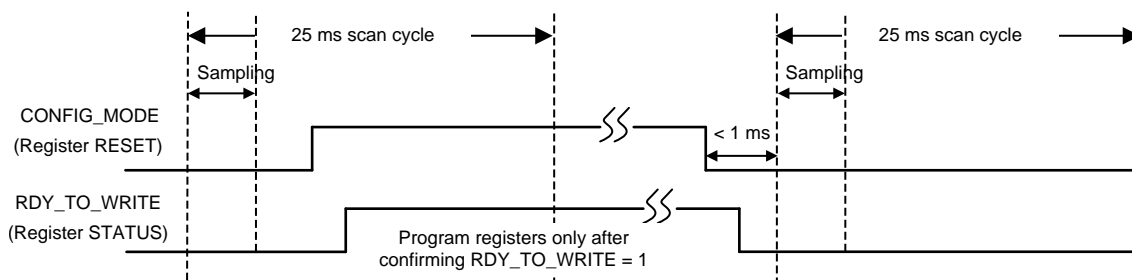 25 ms scan cycle
25 ms scan cycle
Sampling
Sampling
CONFIG_MODE
(Register RESET)
< 1 ms
RDY_TO_WRITE
(Register STATUS)
Program registers only after
confirming RDY_TO_WRITE = 1